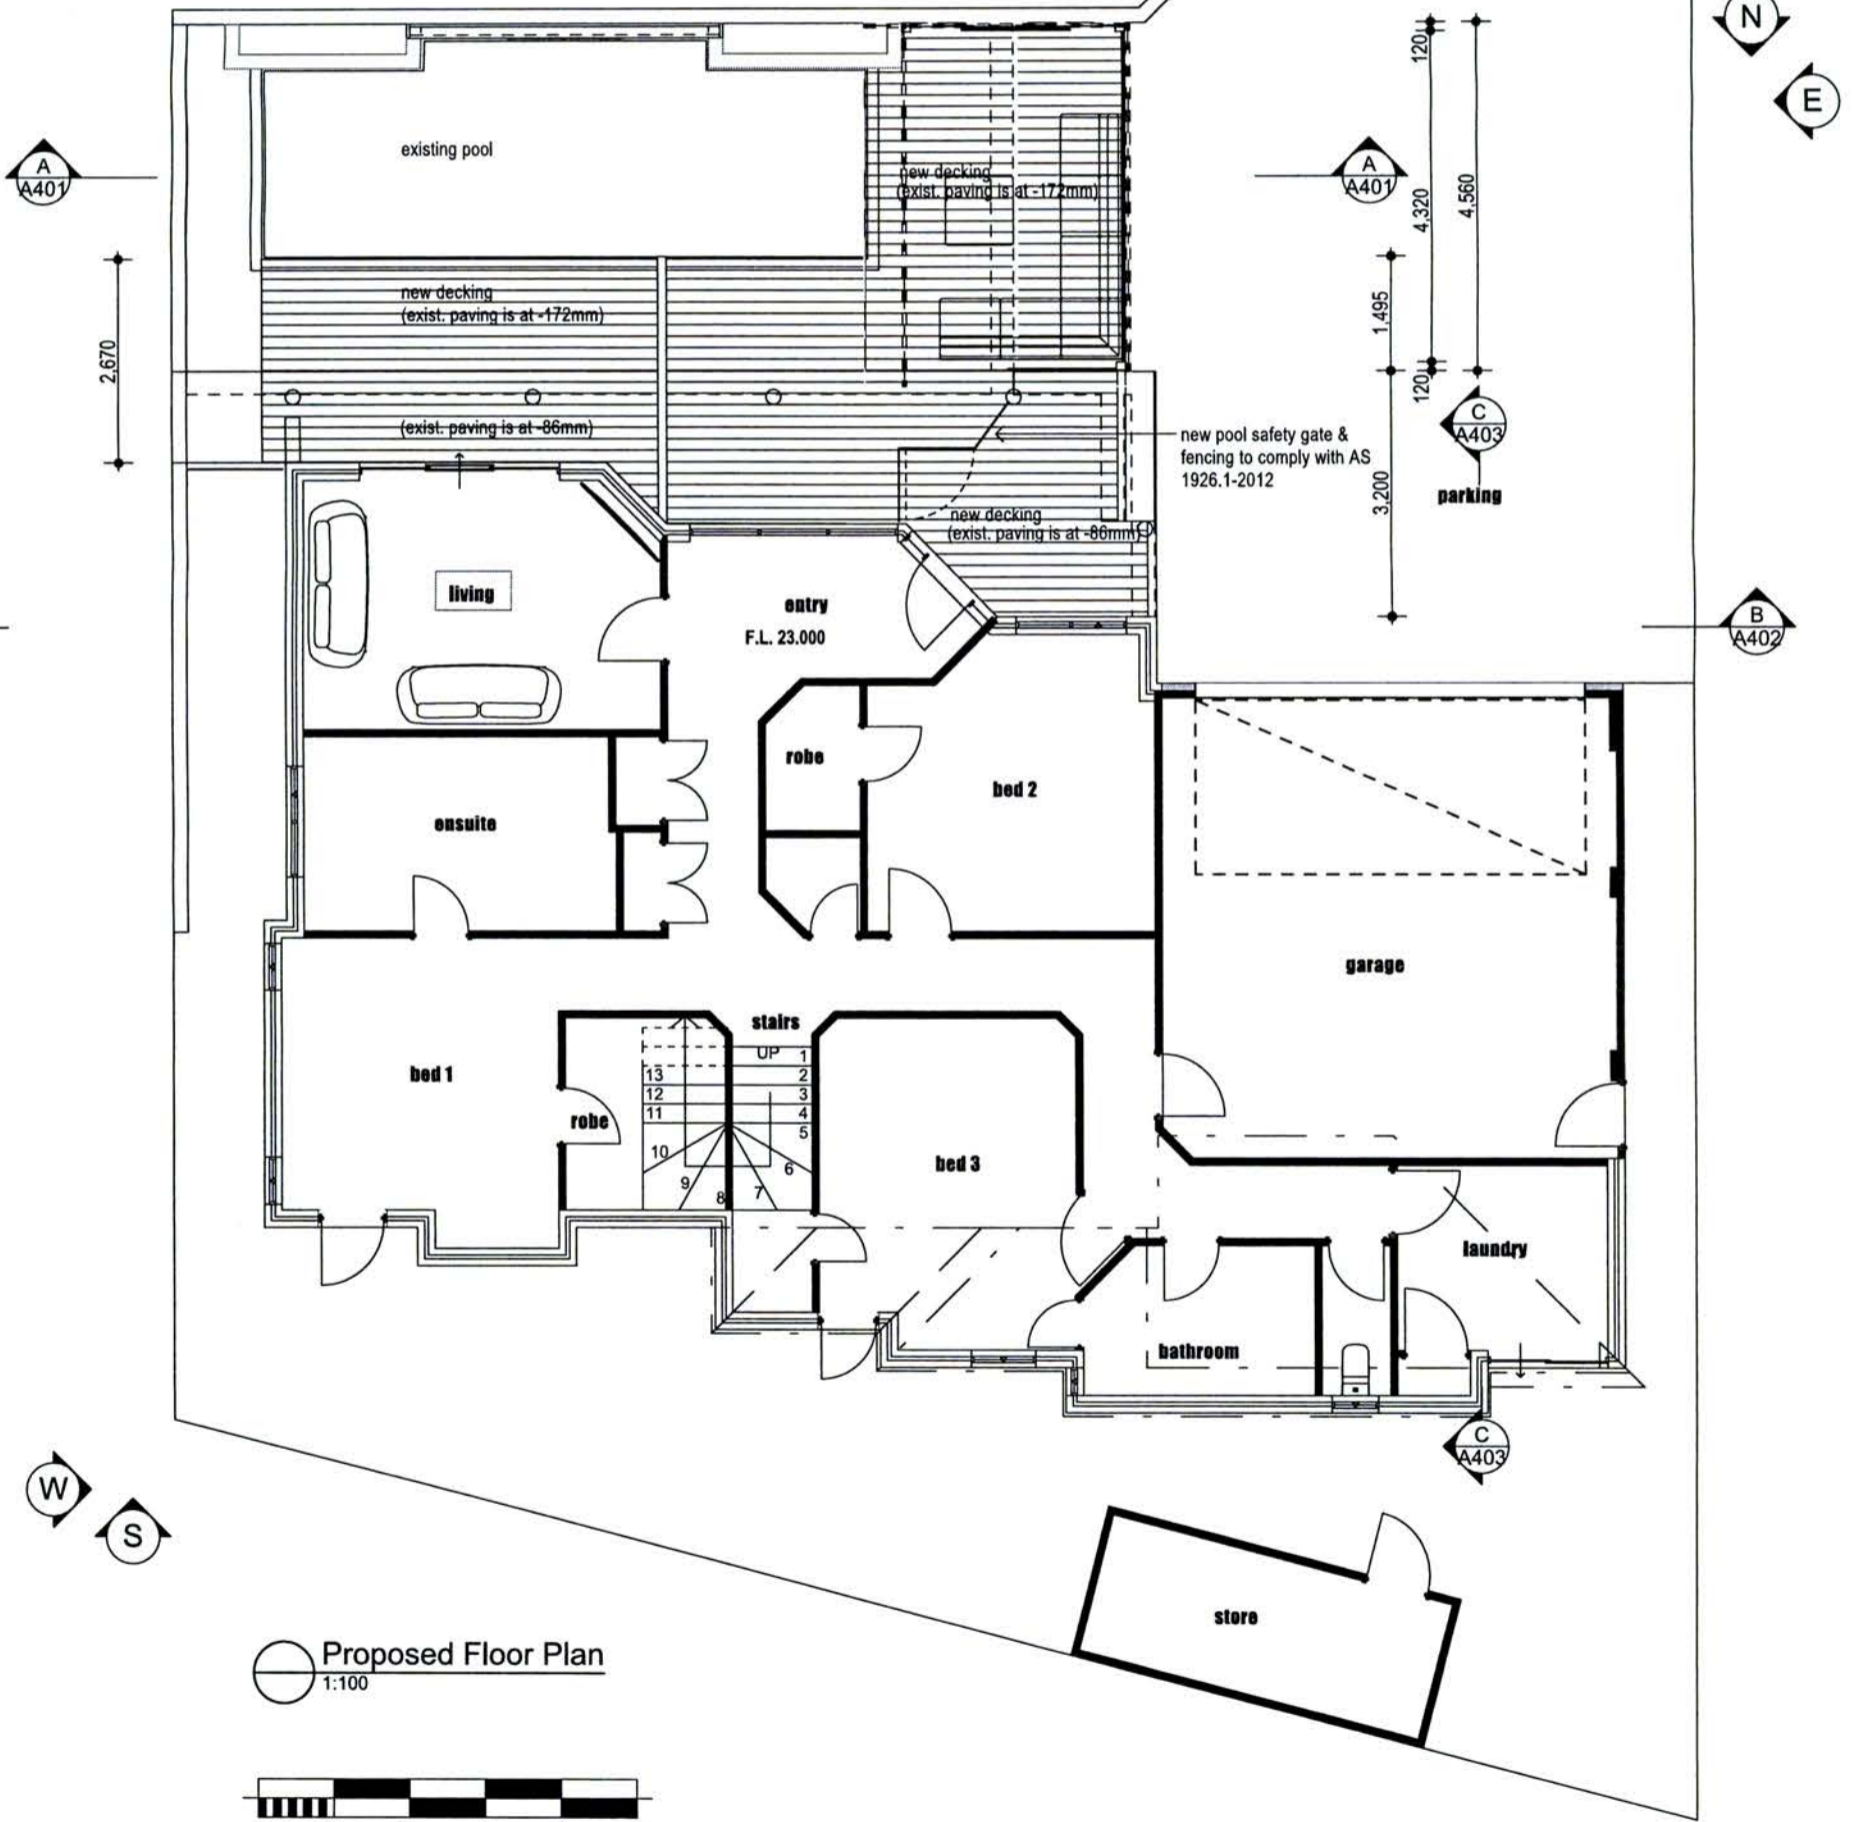 N
E
120
4,320
4,560
1,495
120
3,200
A
A401
A
A401
existing pool
new decking
(exist. paving is at -172mm)
new decking
(exist. paving is at -172mm)
2,670
(exist. paving is at -86mm)
new pool safety gate &
fencing to comply with AS
1926.1-2012
C
A403
parking
new decking
(exist. paving is at -86mm)
living
entry
F.L. 23.000
B
A402
robe
bed 2
ensuite
garage
stairs
UP
1
2
3
4
5
6
7
8
9
10
11
12
13
bed 1
robe
bed 3
laundry
bathroom
C
A403
W
S
store
Proposed Floor Plan
1:100